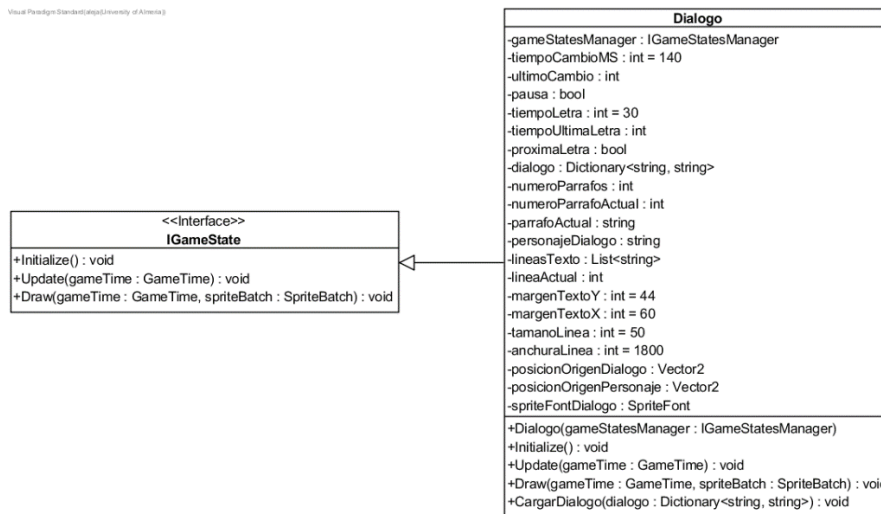 Visual Paradigm Standard(aleja(University of Almeria))
<<Interface>>
IGameState
+Initialize() : void
+Update(gameTime : GameTime) : void
+Draw(gameTime : GameTime, spriteBatch : SpriteBatch) : void
Dialogo
-gameStatesManager : IGameStatesManager
-tiempoCambioMS : int = 140
-ultimoCambio : int
-pausa : bool
-tiempoLetra : int = 30
-tiempoUltimaLetra : int
-proximaLetra : bool
-dialogo : Dictionary<string, string>
-numeroParrafos : int
-numeroParrafoActual : int
-parrafoActual : string
-personajeDialogo : string
-lineasTexto : List<string>
-lineaActual : int
-margenTextoY : int = 44
-margenTextoX : int = 60
-tamanoLinea : int = 50
-anchuraLinea : int = 1800
-posicionOrigenDialogo : Vector2
-posicionOrigenPersonaje : Vector2
-spriteFontDialogo : SpriteFont
+Dialogo(gameStatesManager : IGameStatesManager)
+Initialize() : void
+Update(gameTime : GameTime) : void
+Draw(gameTime : GameTime, spriteBatch : SpriteBatch) : void
+CargarDialogo(dialogo : Dictionary<string, string>) : void